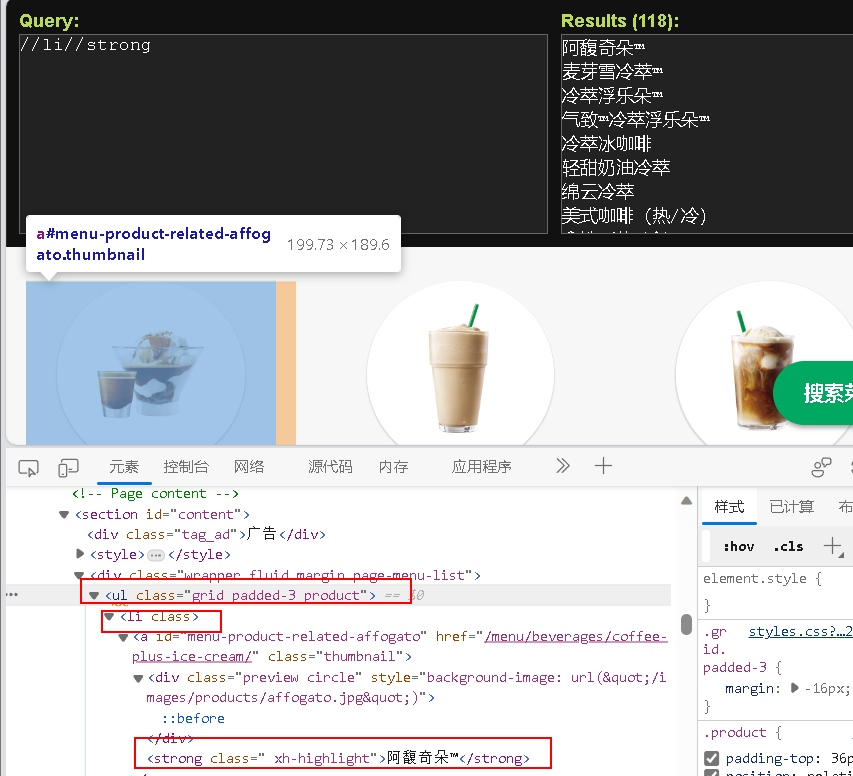 Query:
Results (118):
//li//strong
阿馥奇朵™
麦芽雪冷萃™
冷萃浮乐朵™
气致™冷萃浮乐朵™
冷萃冰咖啡
轻甜奶油冷萃
绵云冷萃
美式咖啡（热/冷）
a#menu-product-related-affog
ato.thumbnail
199.73 × 189.6
搜索菜
元素 控制台 网络 源代码 内存 应用程序
<!-- Page content -->
<section id="content">
<div class="tag_ad">广告</div>
<style>…</style>
<div class="wrapper fluid margin page-menu-list">
<ul class="grid padded-3 product"> == $0
<li class>
<a id="menu-product-related-affogato" href="/menu/beverages/coffee-
plus-ice-cream/" class="thumbnail">
<div class="preview circle" style="background-image: url(&quot;/i
mages/products/affogato.jpg&quot;)">
::before
</div>
<strong class=" xh-highlight">阿馥奇朵™</strong>
样式 已计算 布
:hov .cls
element.style {
}
.gr styles.css?…2
id.
padded-3 {
margin: -16px;
}
.product {
padding-top: 36p